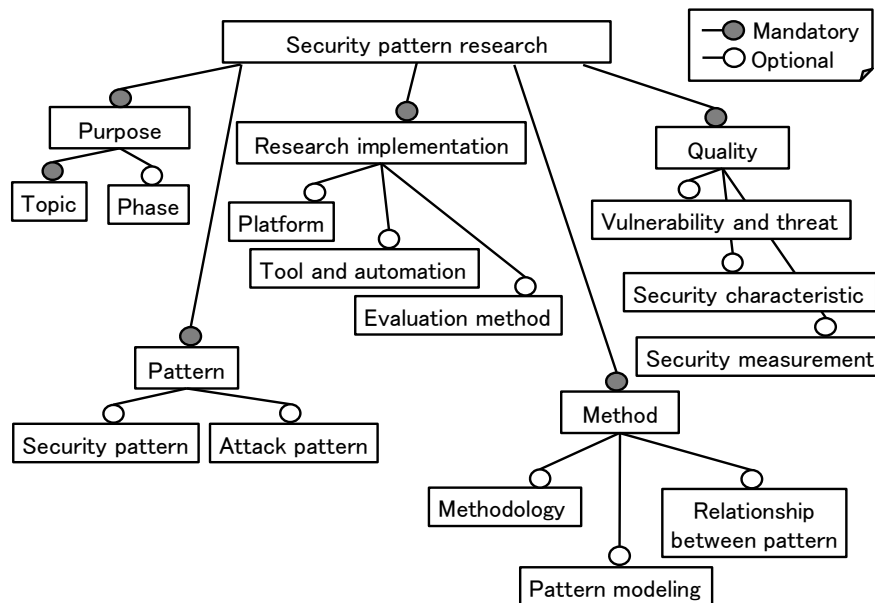 Security pattern research
Mandatory
Optional
Purpose
Research implementation
Quality
Topic
Phase
Platform
Vulnerability and threat
Tool and automation
Security characteristic
Evaluation method
Security measurement
Pattern
Method
Security pattern
Attack pattern
Methodology
Relationship
between pattern
Pattern modeling